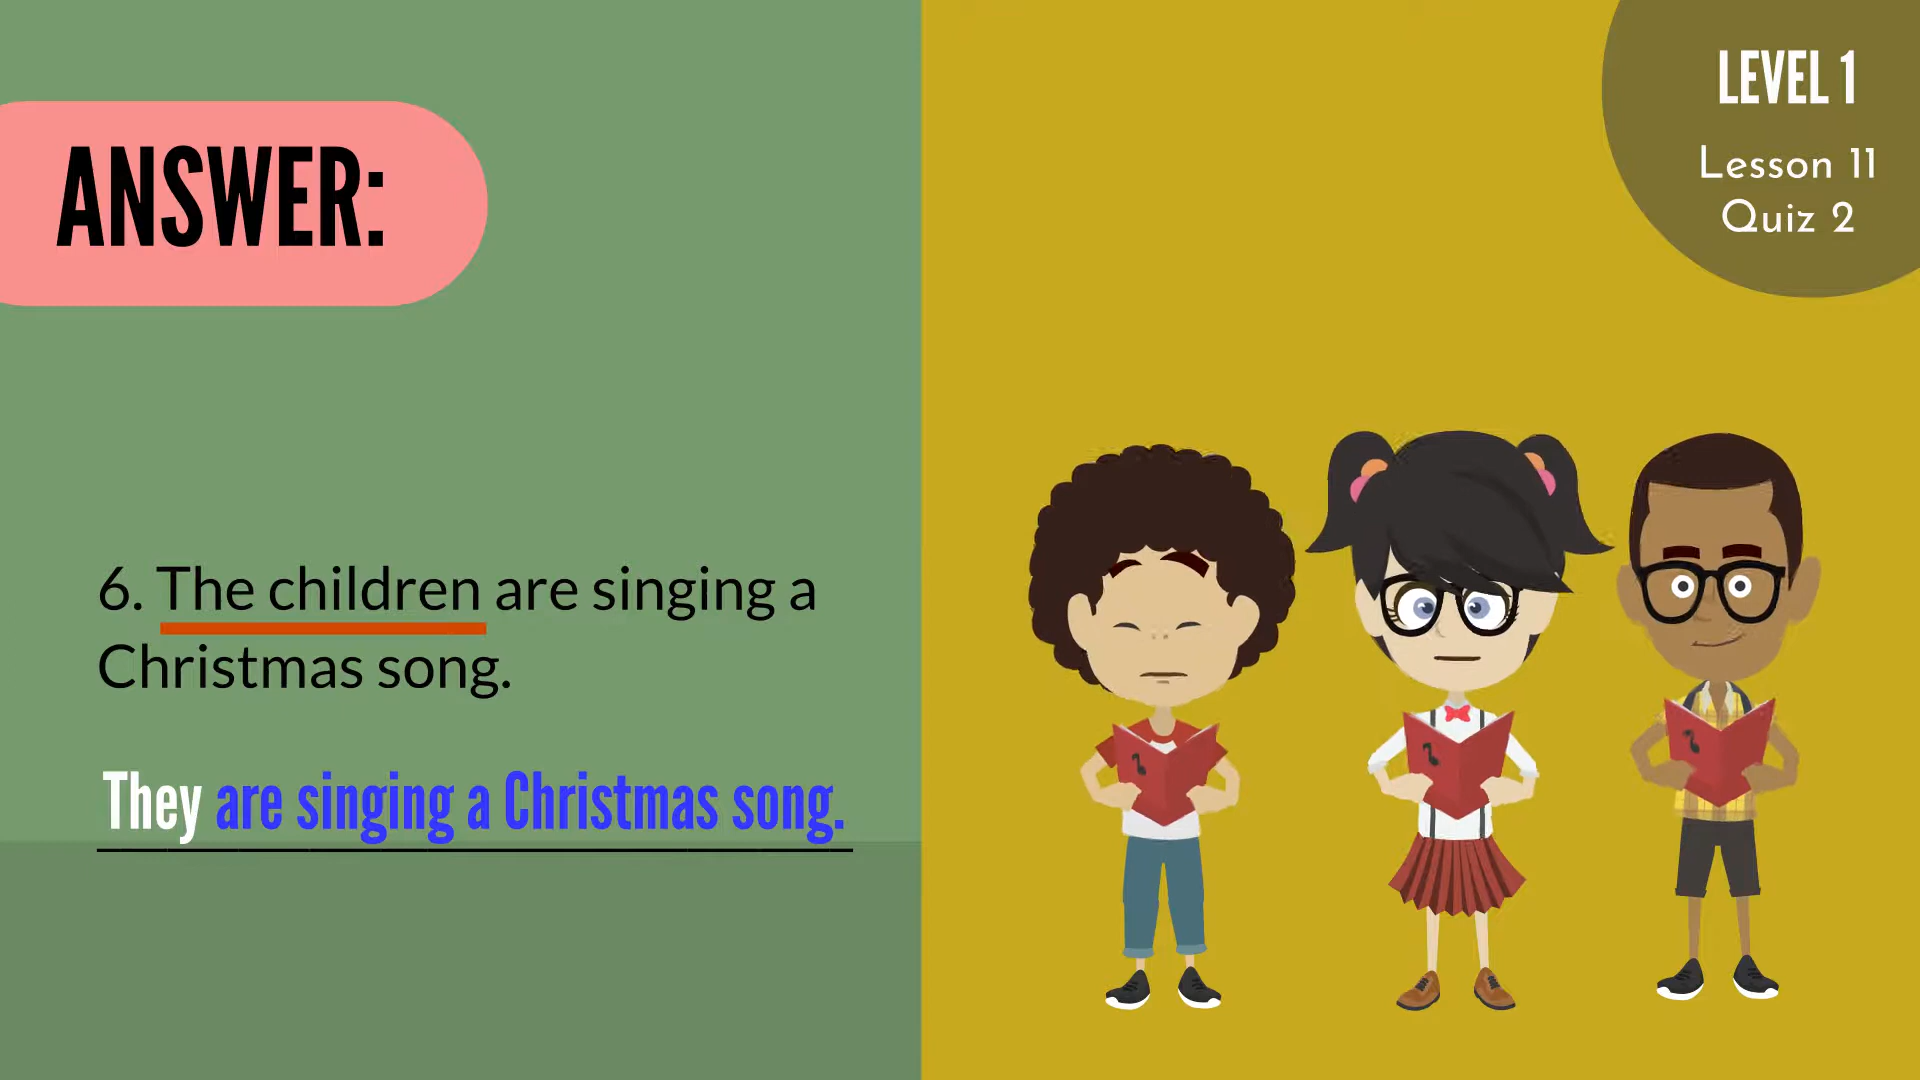 LEVEL 1
Lesson 11
Quiz 2
ANSWER:
6. The children are singing a
Christmas song.
They are singing a Christmas song.